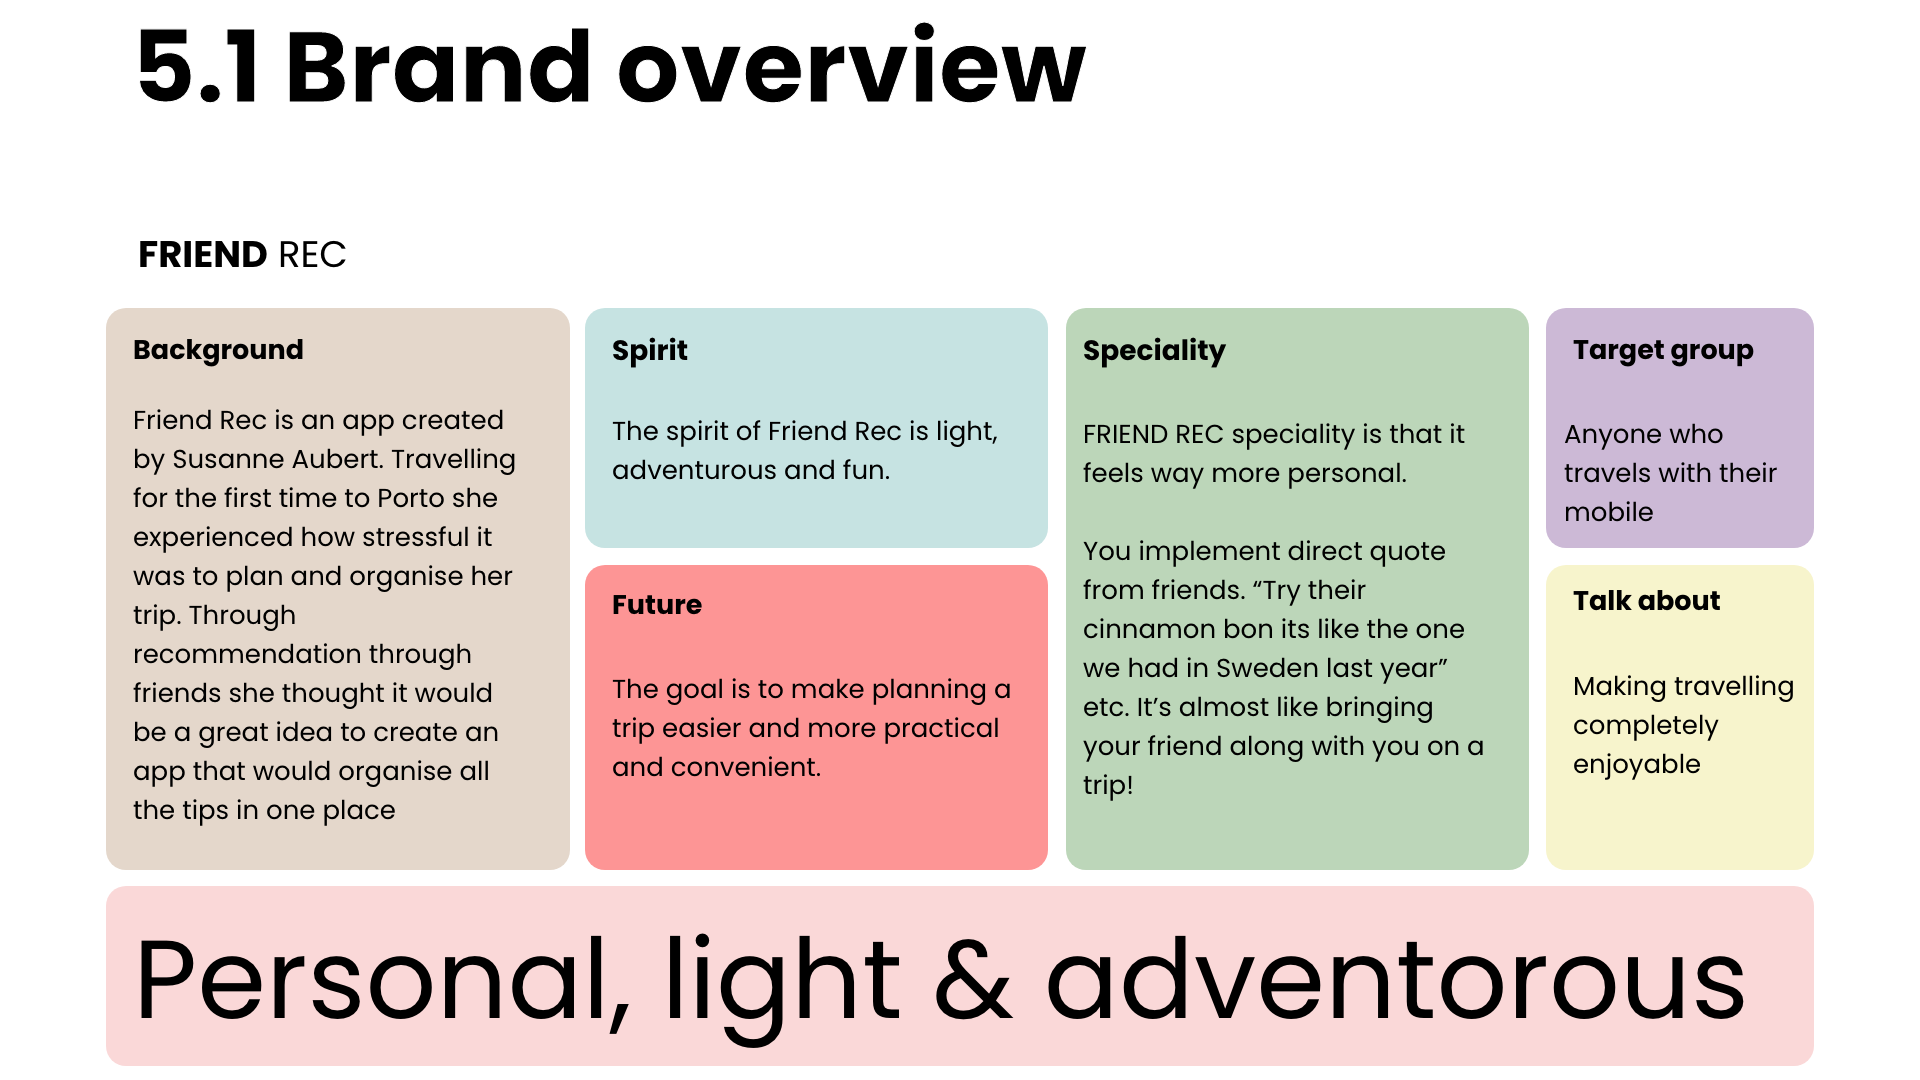 5.1 Brand overview
FRIEND REC
Background
Friend Rec is an app created
by Susanne Aubert. Travelling
for the first time to Porto she
experienced how stressful it
was to plan and organise her
trip. Through
recommendation through
friends she thought it would
be a great idea to create an
app that would organise all
the tips in one place
Spirit
The spirit of Friend Rec is light,
adventurous and fun.
Future
The goal is to make planning a
trip easier and more practical
and convenient.
Speciality
FRIEND REC speciality is that it
feels way more personal.
You implement direct quote
from friends. “Try their
cinnamon bon its like the one
we had in Sweden last year”
etc. It’s almost like bringing
your friend along with you on a
trip!
Target group
Anyone who
travels with their
mobile
Talk about
Making travelling
completely
enjoyable
Personal, light & adventorous